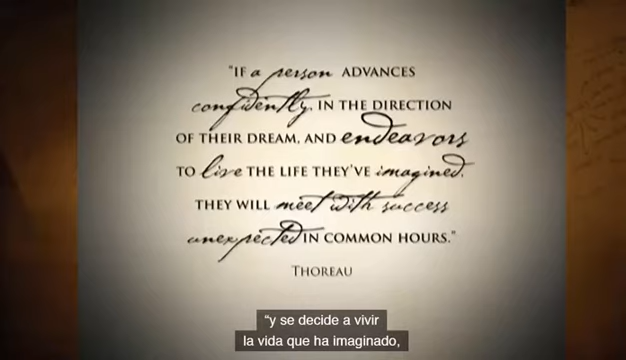 "IF a person ADVANCES
confidently, IN THE DIRECTION
OF THEIR DREAM, AND endeavors
TO live THE LIFE THEY'VE imagined,
THEY WILL meet with success
unexpected IN COMMON HOURS."
THOREAU
"y se decide a vivir
la vida que ha imaginado,